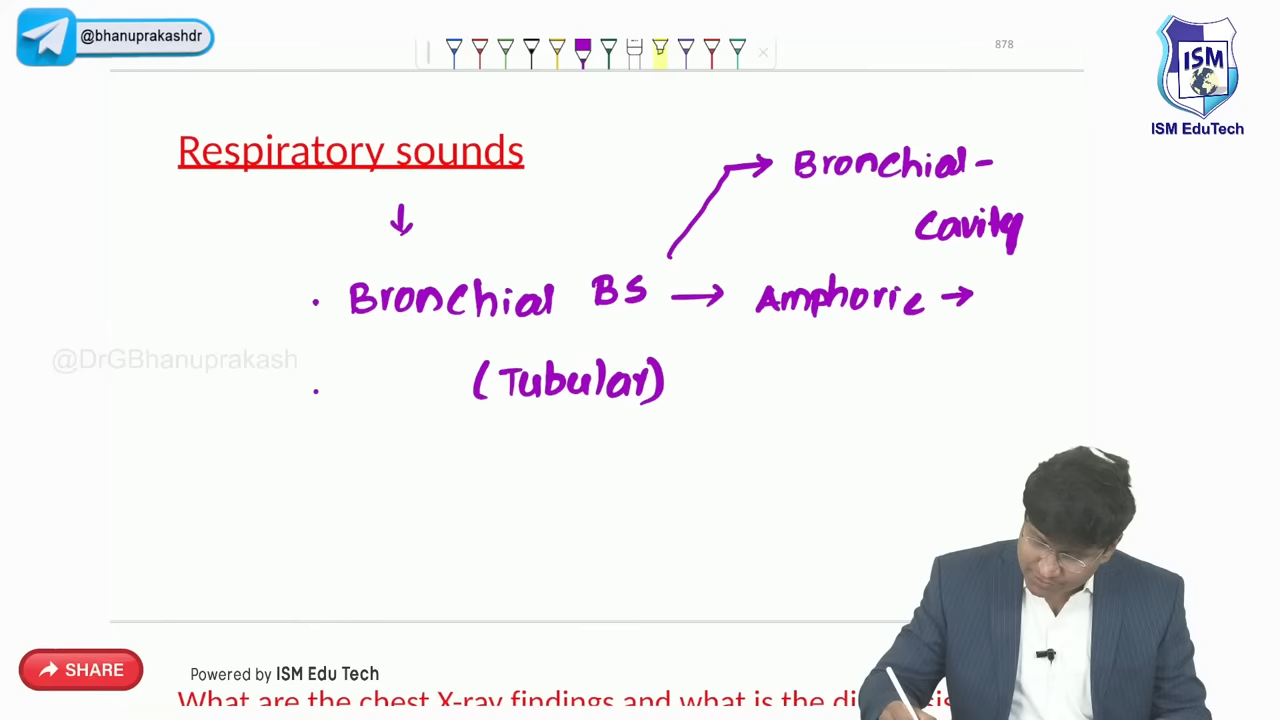 @bhanuprakashdr
878
ISM
ISM EduTech
Respiratory sounds
↓
→ Bronchial -
Cavity
. Bronchial BS → Amphoric →
@DrGBhanuprakash
. (Tubular)
SHARE
Powered by ISM Edu Tech
What are the chest X-ray findings and what is the